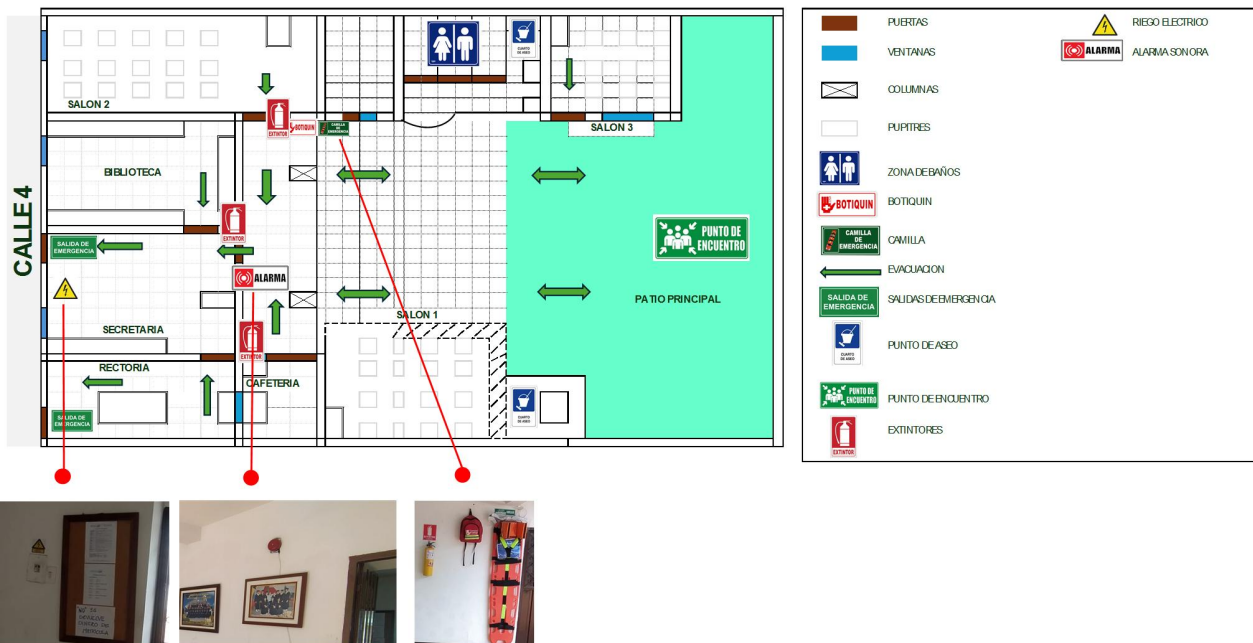 CUARTO
DE ASEO
SALON 2
EXTINTOR
BOTIQUIN
CAMILLA
DE
EMERGENCIA
SALON 3
BIBLIOTECA
EXTINTOR
CALLE 4
SALIDA DE
EMERGENCIA
PUNTO DE
ENCUENTRO
ALARMA
PATIO PRINCIPAL
SALON 1
SECRETARIA
EXTINTOR
RECTORIA
CAFETERIA
SALIDA DE
EMERGENCIA
CUARTO
DE ASEO
PUERTAS
VENTANAS
COLUMNAS
PUPITRES
ZONA DE BAÑOS
BOTIQUIN
BOTIQUIN
CAMILLA
DE
EMERGENCIA
CAMILLA
EVACUACION
SALIDA DE
EMERGENCIA
SALIDAS DE EMERGENCIA
CUARTO
DE ASEO
PUNTO DE ASEO
PUNTO DE
ENCUENTRO
PUNTO DE ENCUENTRO
EXTINTOR
EXTINTORES
RIEGO ELECTRICO
ALARMA
ALARMA SONORA